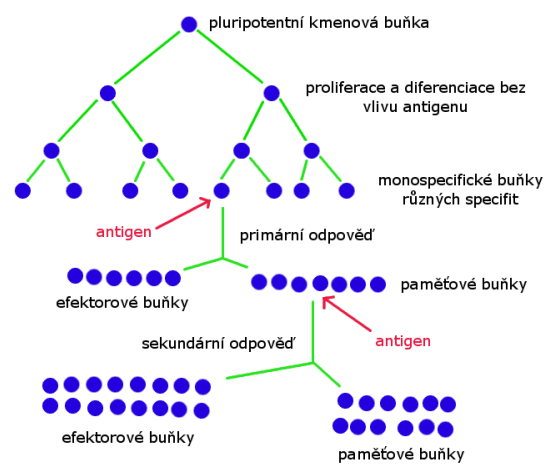 pluripotentní kmenová buňka
proliferace a diferenciace bez
vlivu antigenu
monospecifické buňky
různých specifit
antigen
primární odpověď
efektorové buňky
paměťové buňky
sekundární odpověď
antigen
efektorové buňky
paměťové buňky